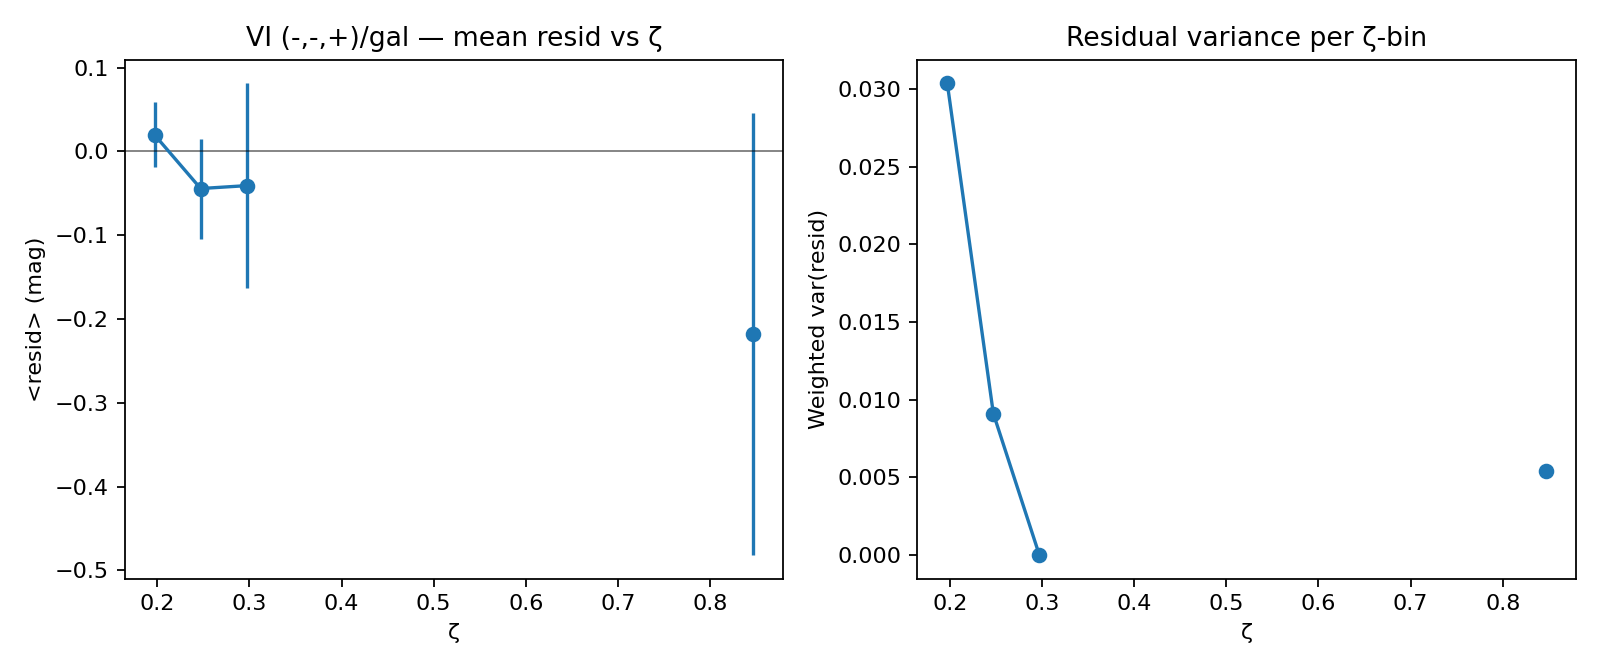 VI (-,-,+)/gal — mean resid vs ζ
<resid> (mag)
0.1
0.0
−0.1
−0.2
−0.3
−0.4
−0.5
0.2 0.3 0.4 0.5 0.6 0.7 0.8
ζ
Residual variance per ζ-bin
Weighted var(resid)
0.030
0.025
0.020
0.015
0.010
0.005
0.000
0.2 0.3 0.4 0.5 0.6 0.7 0.8
ζ